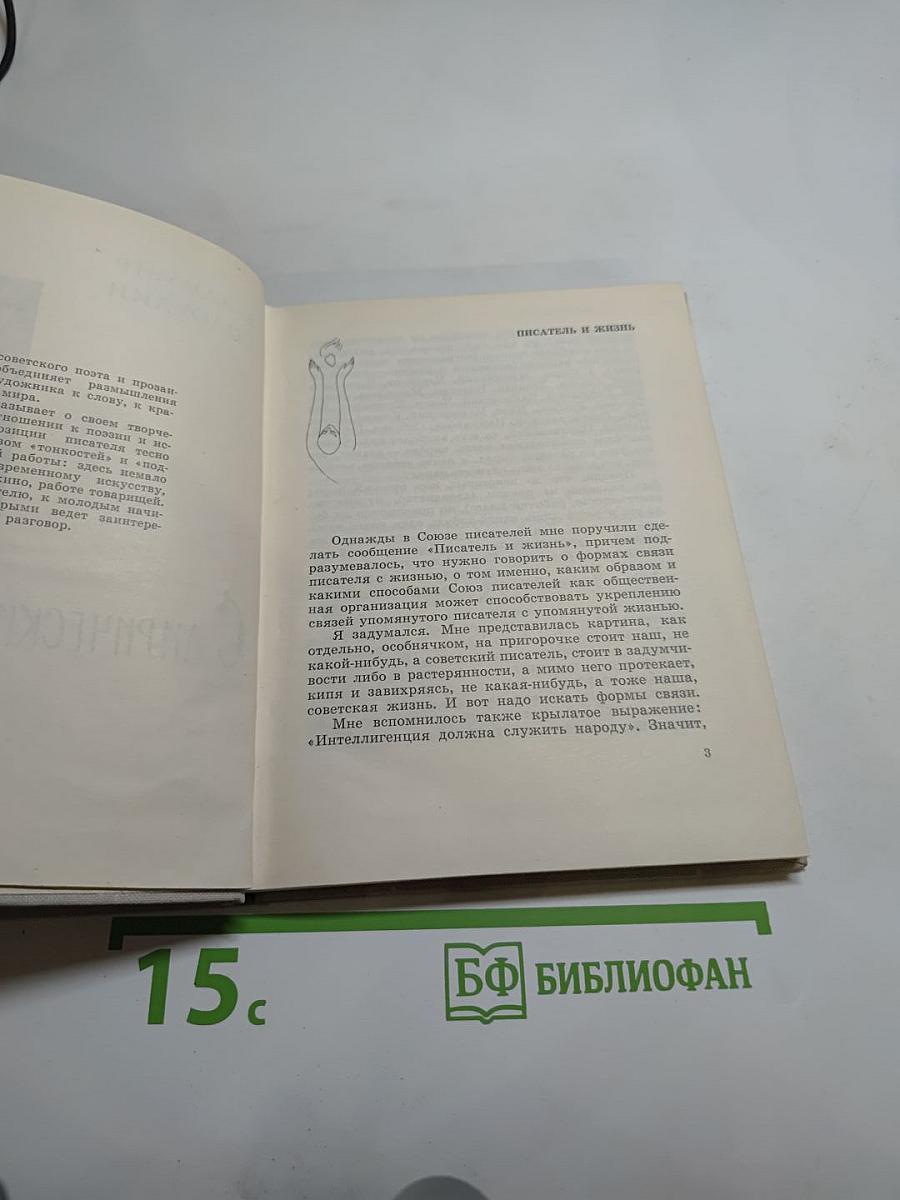 советского поэта и прозаи-
объединяет размышления
художника к слову, к кра-
мира.
азывает о своем творче-
тношении к поэзии и ис-
озиции писателя тесно
вом «тонкостей» и «под-
й работы: здесь немало
временному искусству,
кино, работе товарищей.
телю, к молодым начи-
рыми ведет заинтере-
разговор.
ПИСАТЕЛЬ И ЖИЗНЬ
Однажды в Союзе писателей мне поручили сде-
лать сообщение «Писатель и жизнь», причем под-
разумевалось, что нужно говорить о формах связи
писателя с жизнью, о том именно, каким образом и
какими способами Союз писателей как обществен-
ная организация может способствовать укреплению
связей упомянутого писателя с упомянутой жизнью.
Я задумался. Мне представилась картина, как
отдельно, особнячком, на пригорочке стоит наш, не
какой-нибудь, а советский писатель, стоит в задумчи-
вости либо в растерянности, а мимо него протекает,
кипя и завихряясь, не какая-нибудь, а тоже наша,
советская жизнь. И вот надо искать формы связи.
Мне вспомнилось также крылатое выражение:
«Интеллигенция должна служить народу». Значит,
3
15 с
БФ БИБЛИОФАН